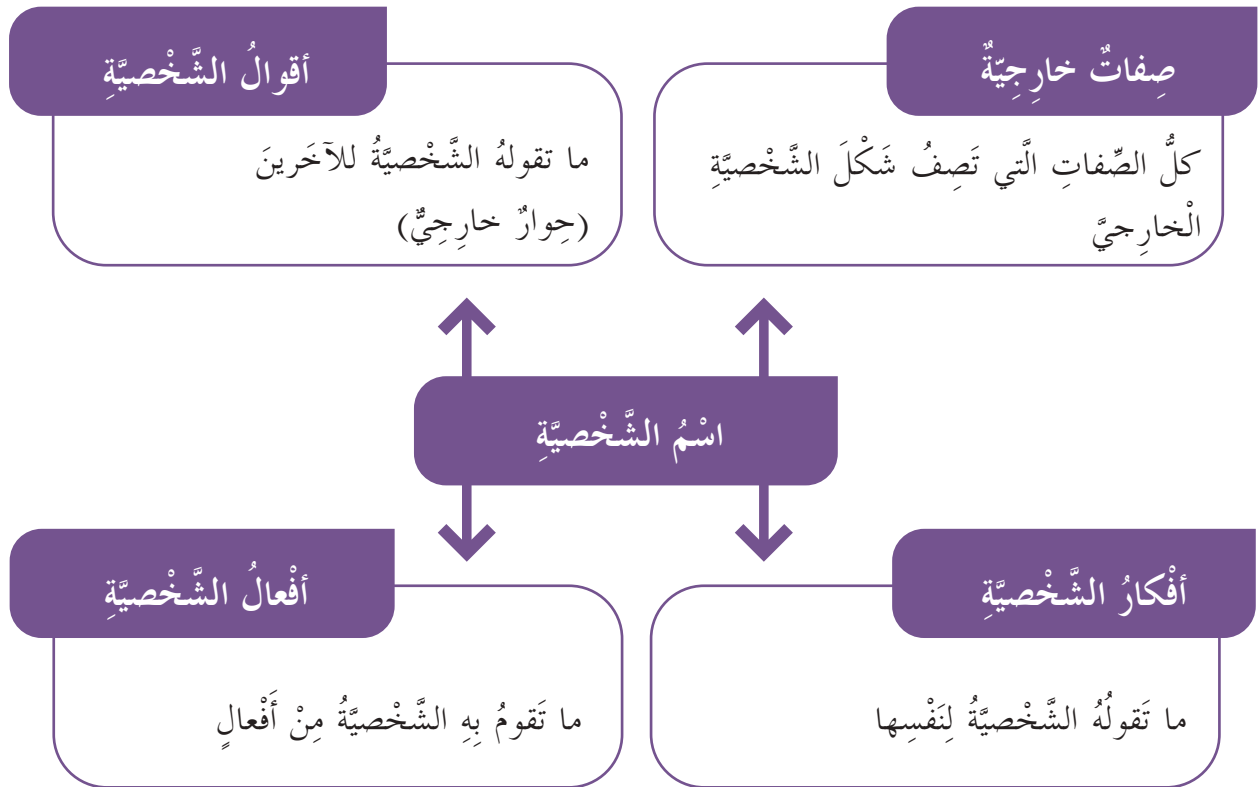 صِفاتٌ خارِجِيّةٌ
كلُّ الصِّفاتِ الَّتي تَصِفُ شَكْلَ الشَّخْصيَّةِ
الْخارِجيَّ
أقوالُ الشَّخْصيَّةِ
ما تقولهُ الشَّخْصيَّةُ للآخَرينَ
(حِوارٌ خارِجِيٌّ)
اسْمُ الشَّخْصيَّةِ
أفْكارُ الشَّخْصيَّةِ
ما تَقولُهُ الشَّخْصيَّةُ لِنَفْسِها
أفْعالُ الشَّخْصيَّةِ
ما تَقومُ بِهِ الشَّخْصيَّةُ مِنْ أَفْعالٍ